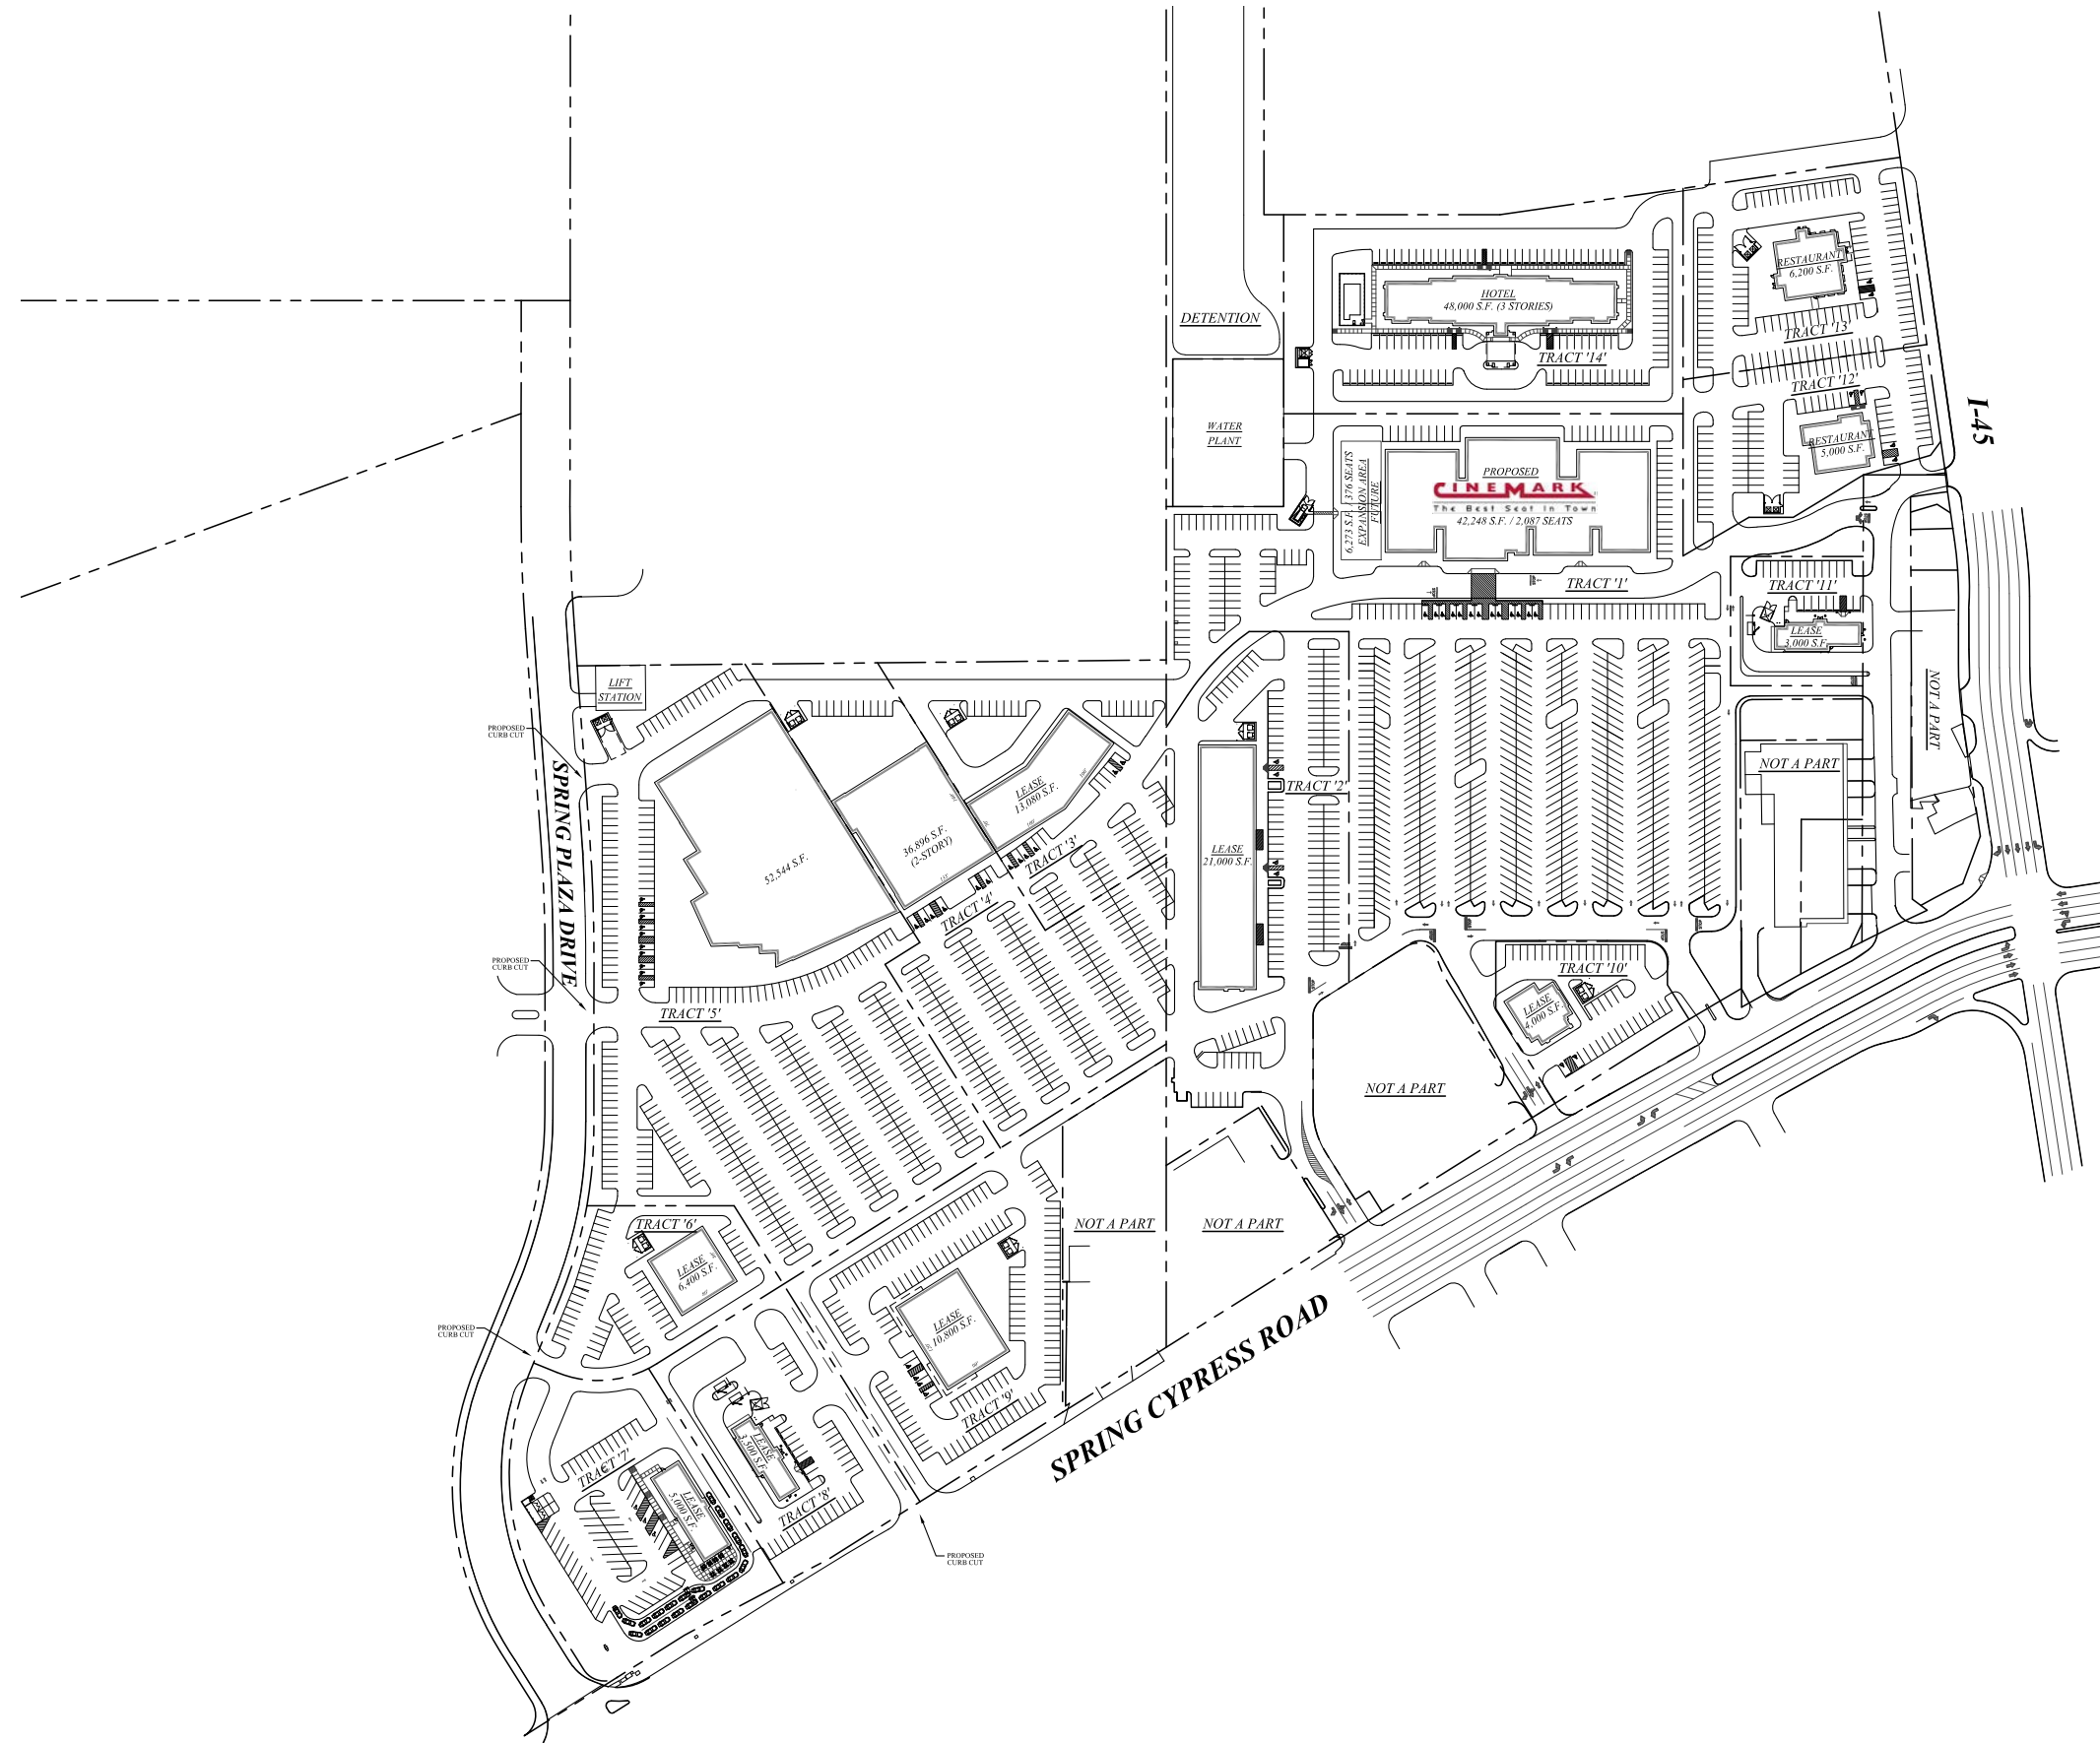 HOTEL
48,000 S.F. (3 STORIES)
TRACT '14'
RESTAURANT
6,200 S.F.
TRACT '13'
TRACT '12'
RESTAURANT
5,000 S.F.
I-45
DETENTION
WATER
PLANT
6,273 S.F. / 376 SEATS
EXPANSION AREA
FUTURE
PROPOSED
CINEMARK
The Best Seat In Town
42,248 S.F. / 2,087 SEATS
TRACT '1'
TRACT '11'
LEASE
3,000 S.F.
NOT A PART
NOT A PART
LIFT
STATION
PROPOSED
CURB CUT
SPRING PLAZA DRIVE
52,544 S.F.
36,896 S.F.
(2-STORY)
LEASE
13,080 S.F.
TRACT '3'
TRACT '4'
TRACT '2'
LEASE
21,000 S.F.
PROPOSED
CURB CUT
TRACT '5'
TRACT '10'
LEASE
4,000 S.F.
NOT A PART
NOT A PART
NOT A PART
TRACT '6'
LEASE
6,400 S.F.
PROPOSED
CURB CUT
LEASE
10,800 S.F.
TRACT '9'
SPRING CYPRESS ROAD
LEASE
3,500 S.F.
TRACT '8'
TRACT '7'
LEASE
5,000 S.F.
PROPOSED
CURB CUT